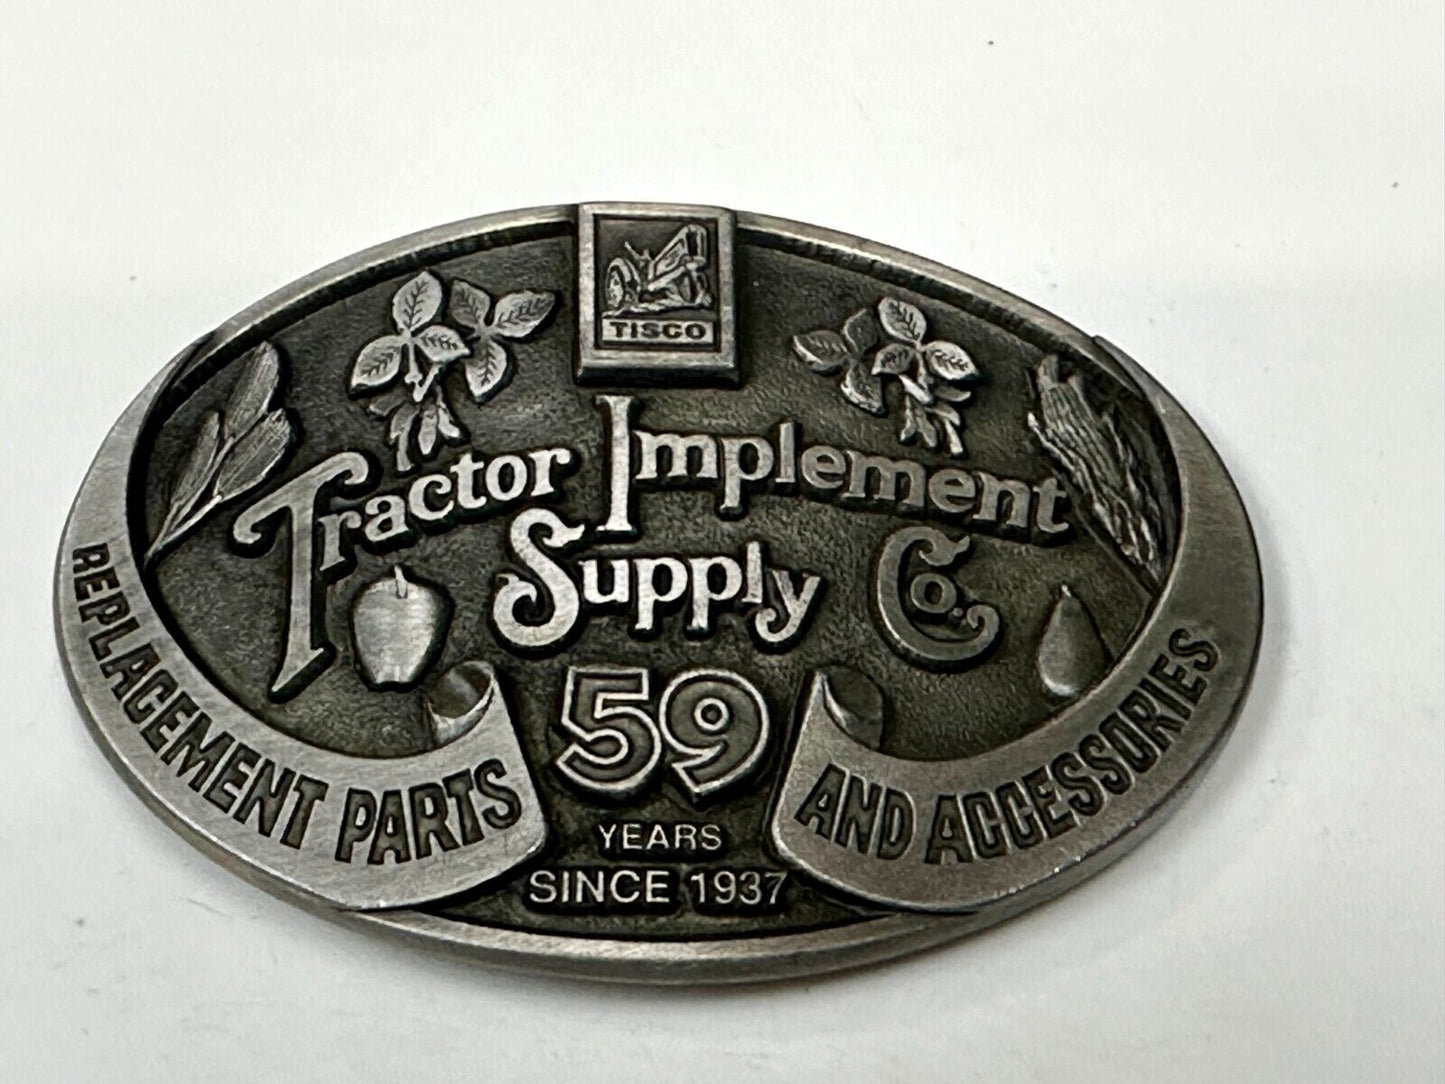 TISCO
Tractor Implement
Supply Co.
59
YEARS
SINCE 1937
REPLACEMENT PARTS
AND ACCESSORIES